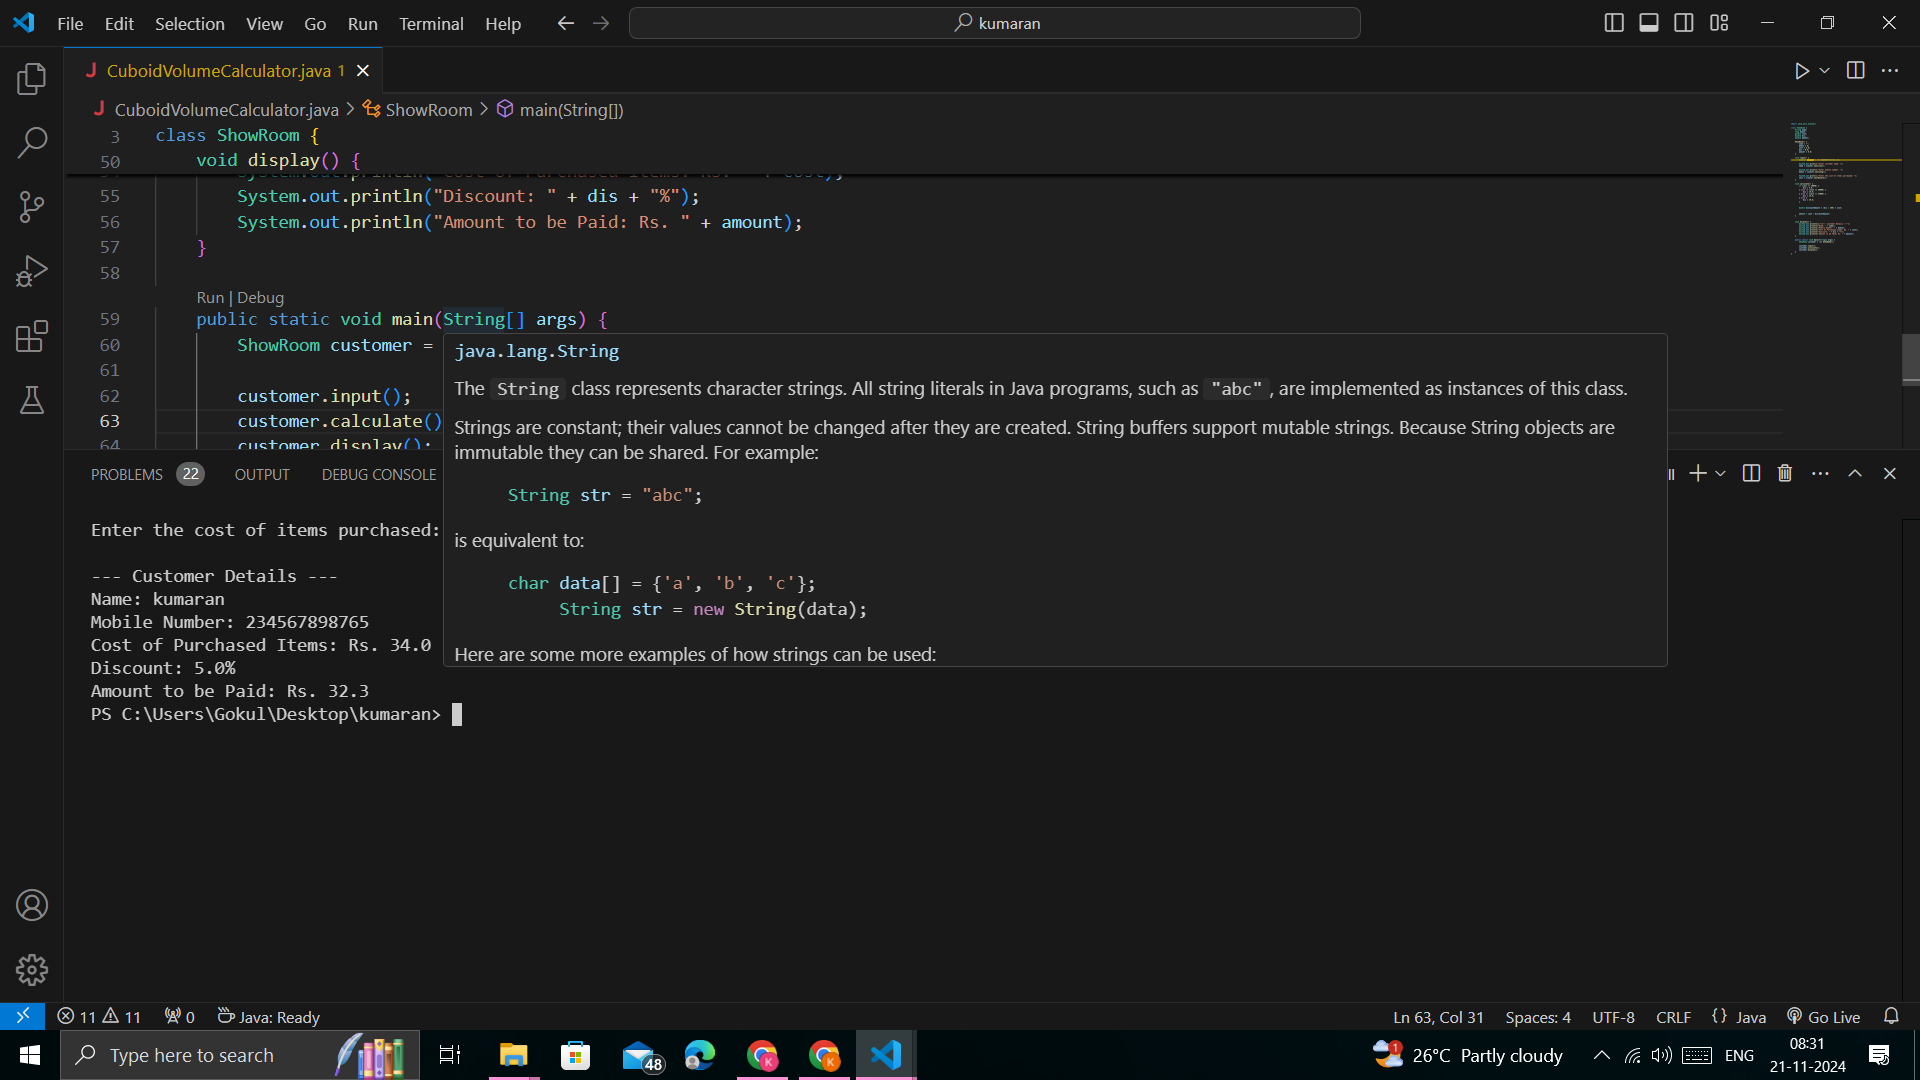 File Edit Selection View Go Run Terminal Help
kumaran
CuboidVolumeCalculator.java 1
CuboidVolumeCalculator.java > ShowRoom > main(String[])
3 class ShowRoom {
50 void display() {
55 System.out.println("Discount: " + dis + "%");
56 System.out.println("Amount to be Paid: Rs. " + amount);
57 }
58
Run | Debug
59 public static void main(String[] args) {
60 ShowRoom customer =
61
62 customer.input();
63 customer.calculate()
64 customer.display();
java.lang.String
The String class represents character strings. All string literals in Java programs, such as "abc" , are implemented as instances of this class.
Strings are constant; their values cannot be changed after they are created. String buffers support mutable strings. Because String objects are
immutable they can be shared. For example:
String str = "abc";
is equivalent to:
char data[] = {'a', 'b', 'c'};
String str = new String(data);
Here are some more examples of how strings can be used:
PROBLEMS 22 OUTPUT DEBUG CONSOLE
Enter the cost of items purchased:
--- Customer Details ---
Name: kumaran
Mobile Number: 234567898765
Cost of Purchased Items: Rs. 34.0
Discount: 5.0%
Amount to be Paid: Rs. 32.3
PS C:\Users\Gokul\Desktop\kumaran>
11 11 0 Java: Ready
Ln 63, Col 31 Spaces: 4 UTF-8 CRLF {} Java Go Live
Type here to search
48
K
K
1
26°C Partly cloudy
ENG
08:31
21-11-2024